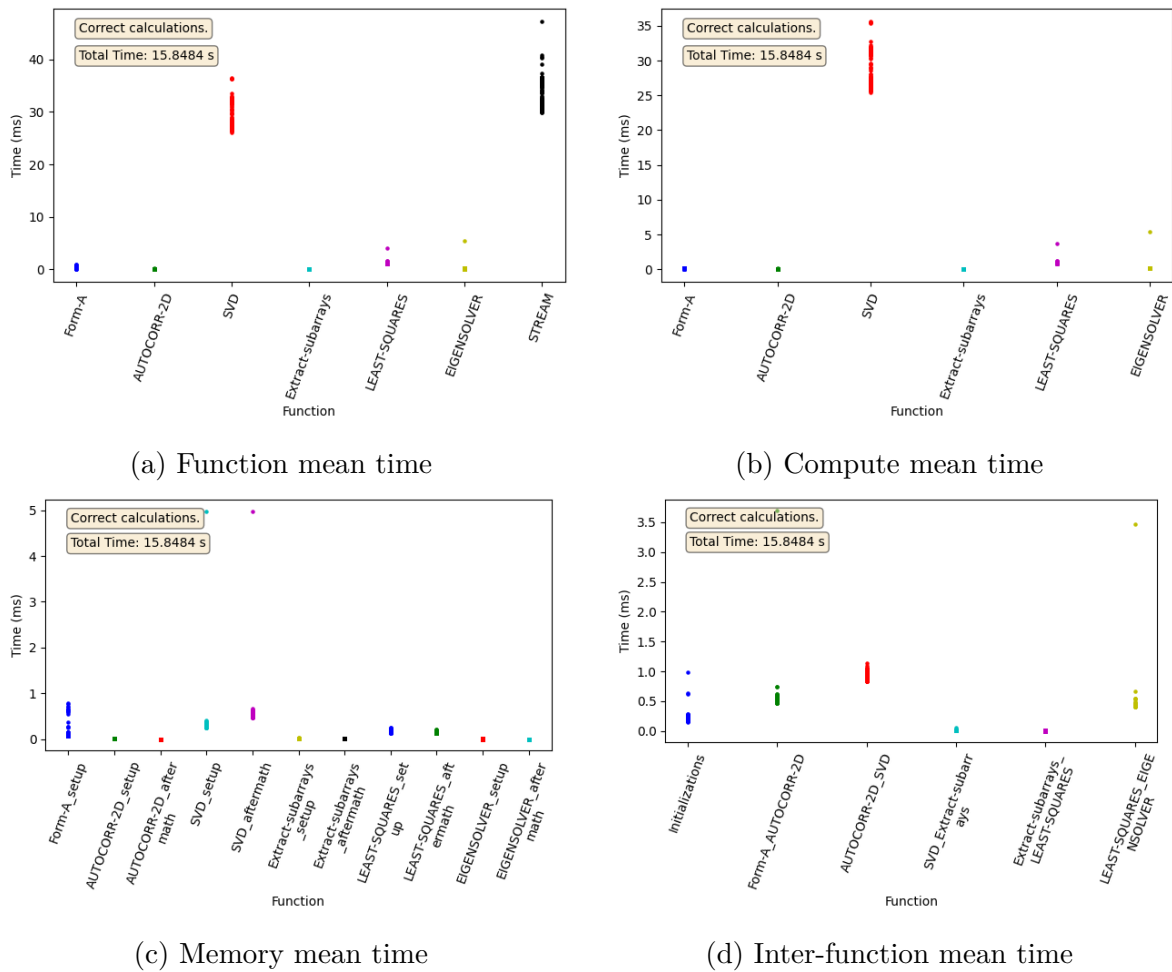 Correct calculations.
Total Time: 15.8484 s
Time (ms)
40
30
20
10
0
Form-A
AUTOCORR-2D
SVD
Extract-subarrays
LEAST-SQUARES
EIGENSOLVER
STREAM
Function
(a) Function mean time
Correct calculations.
Total Time: 15.8484 s
Time (ms)
35
30
25
20
15
10
5
0
Form-A
AUTOCORR-2D
SVD
Extract-subarrays
LEAST-SQUARES
EIGENSOLVER
Function
(b) Compute mean time
Correct calculations.
Total Time: 15.8484 s
Time (ms)
5
4
3
2
1
0
Form-A_setup
AUTOCORR-2D_setup
AUTOCORR-2D_after
math
SVD_setup
SVD_aftermath
Extract-subarrays
_setup
Extract-subarrays
_aftermath
LEAST-SQUARES_set
up
LEAST-SQUARES_aft
ermath
EIGENSOLVER_setup
EIGENSOLVER_after
math
Function
(c) Memory mean time
Correct calculations.
Total Time: 15.8484 s
Time (ms)
3.5
3.0
2.5
2.0
1.5
1.0
0.5
0.0
Initializations
Form-A_AUTOCORR-2D
AUTOCORR-2D_SVD
SVD_Extract-subarr
ays
Extract-subarrays_
LEAST-SQUARES
LEAST-SQUARES_EIGE
NSOLVER
Function
(d) Inter-function mean time